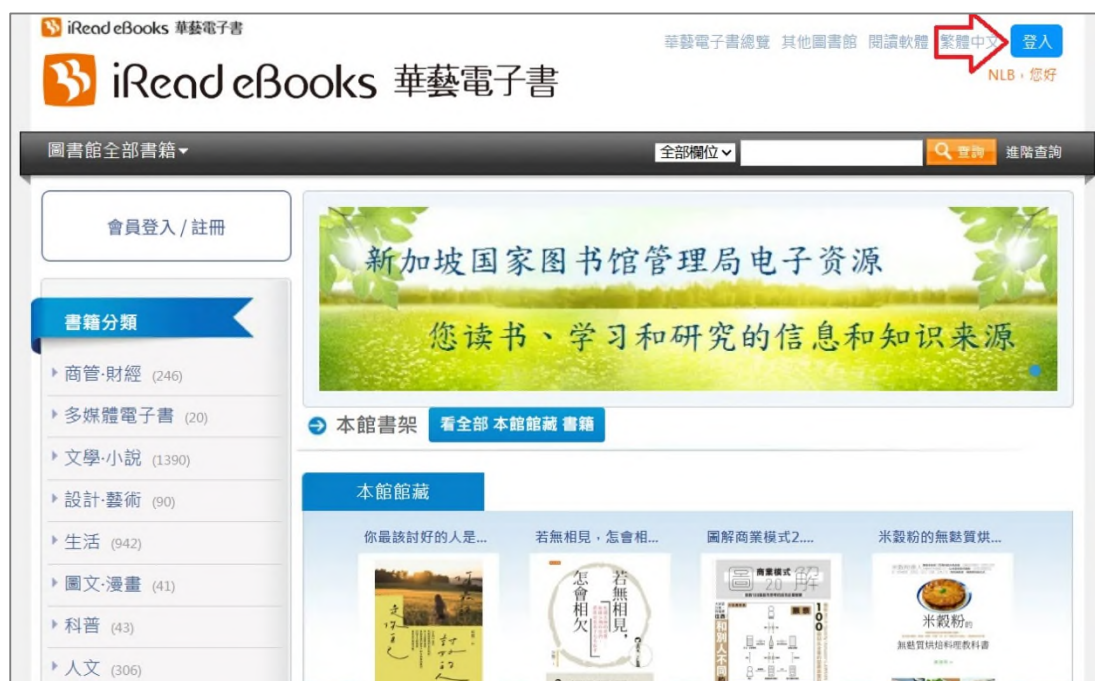 iRead eBooks 華藝電子書
華藝電子書總覽 其他圖書館 閱讀軟體 繁體中文 登入
iRead eBooks 華藝電子書
NLB,您好
圖書館全部書籍
全部欄位 查詢 進階查詢
會員登入 / 註冊
新加坡国家图书馆管理局电子资源
您读书、学习和研究的信息和知识来源
書籍分類
商管‧財經 (246)
多媒體電子書 (20)
文學‧小說 (1390)
設計‧藝術 (90)
生活 (942)
圖文‧漫畫 (41)
科普 (43)
人文 (306)
本館書架 看全部 本館館藏 書籍
本館館藏
你最該討好的人是...
若無相見,怎會相...
圖解商業模式2....
米穀粉的無麩質烘...
若無相見,
怎會相欠
圖解
商業模式
2.0
和別人不同
100
米穀粉的
無麩質烘焙料理教科書